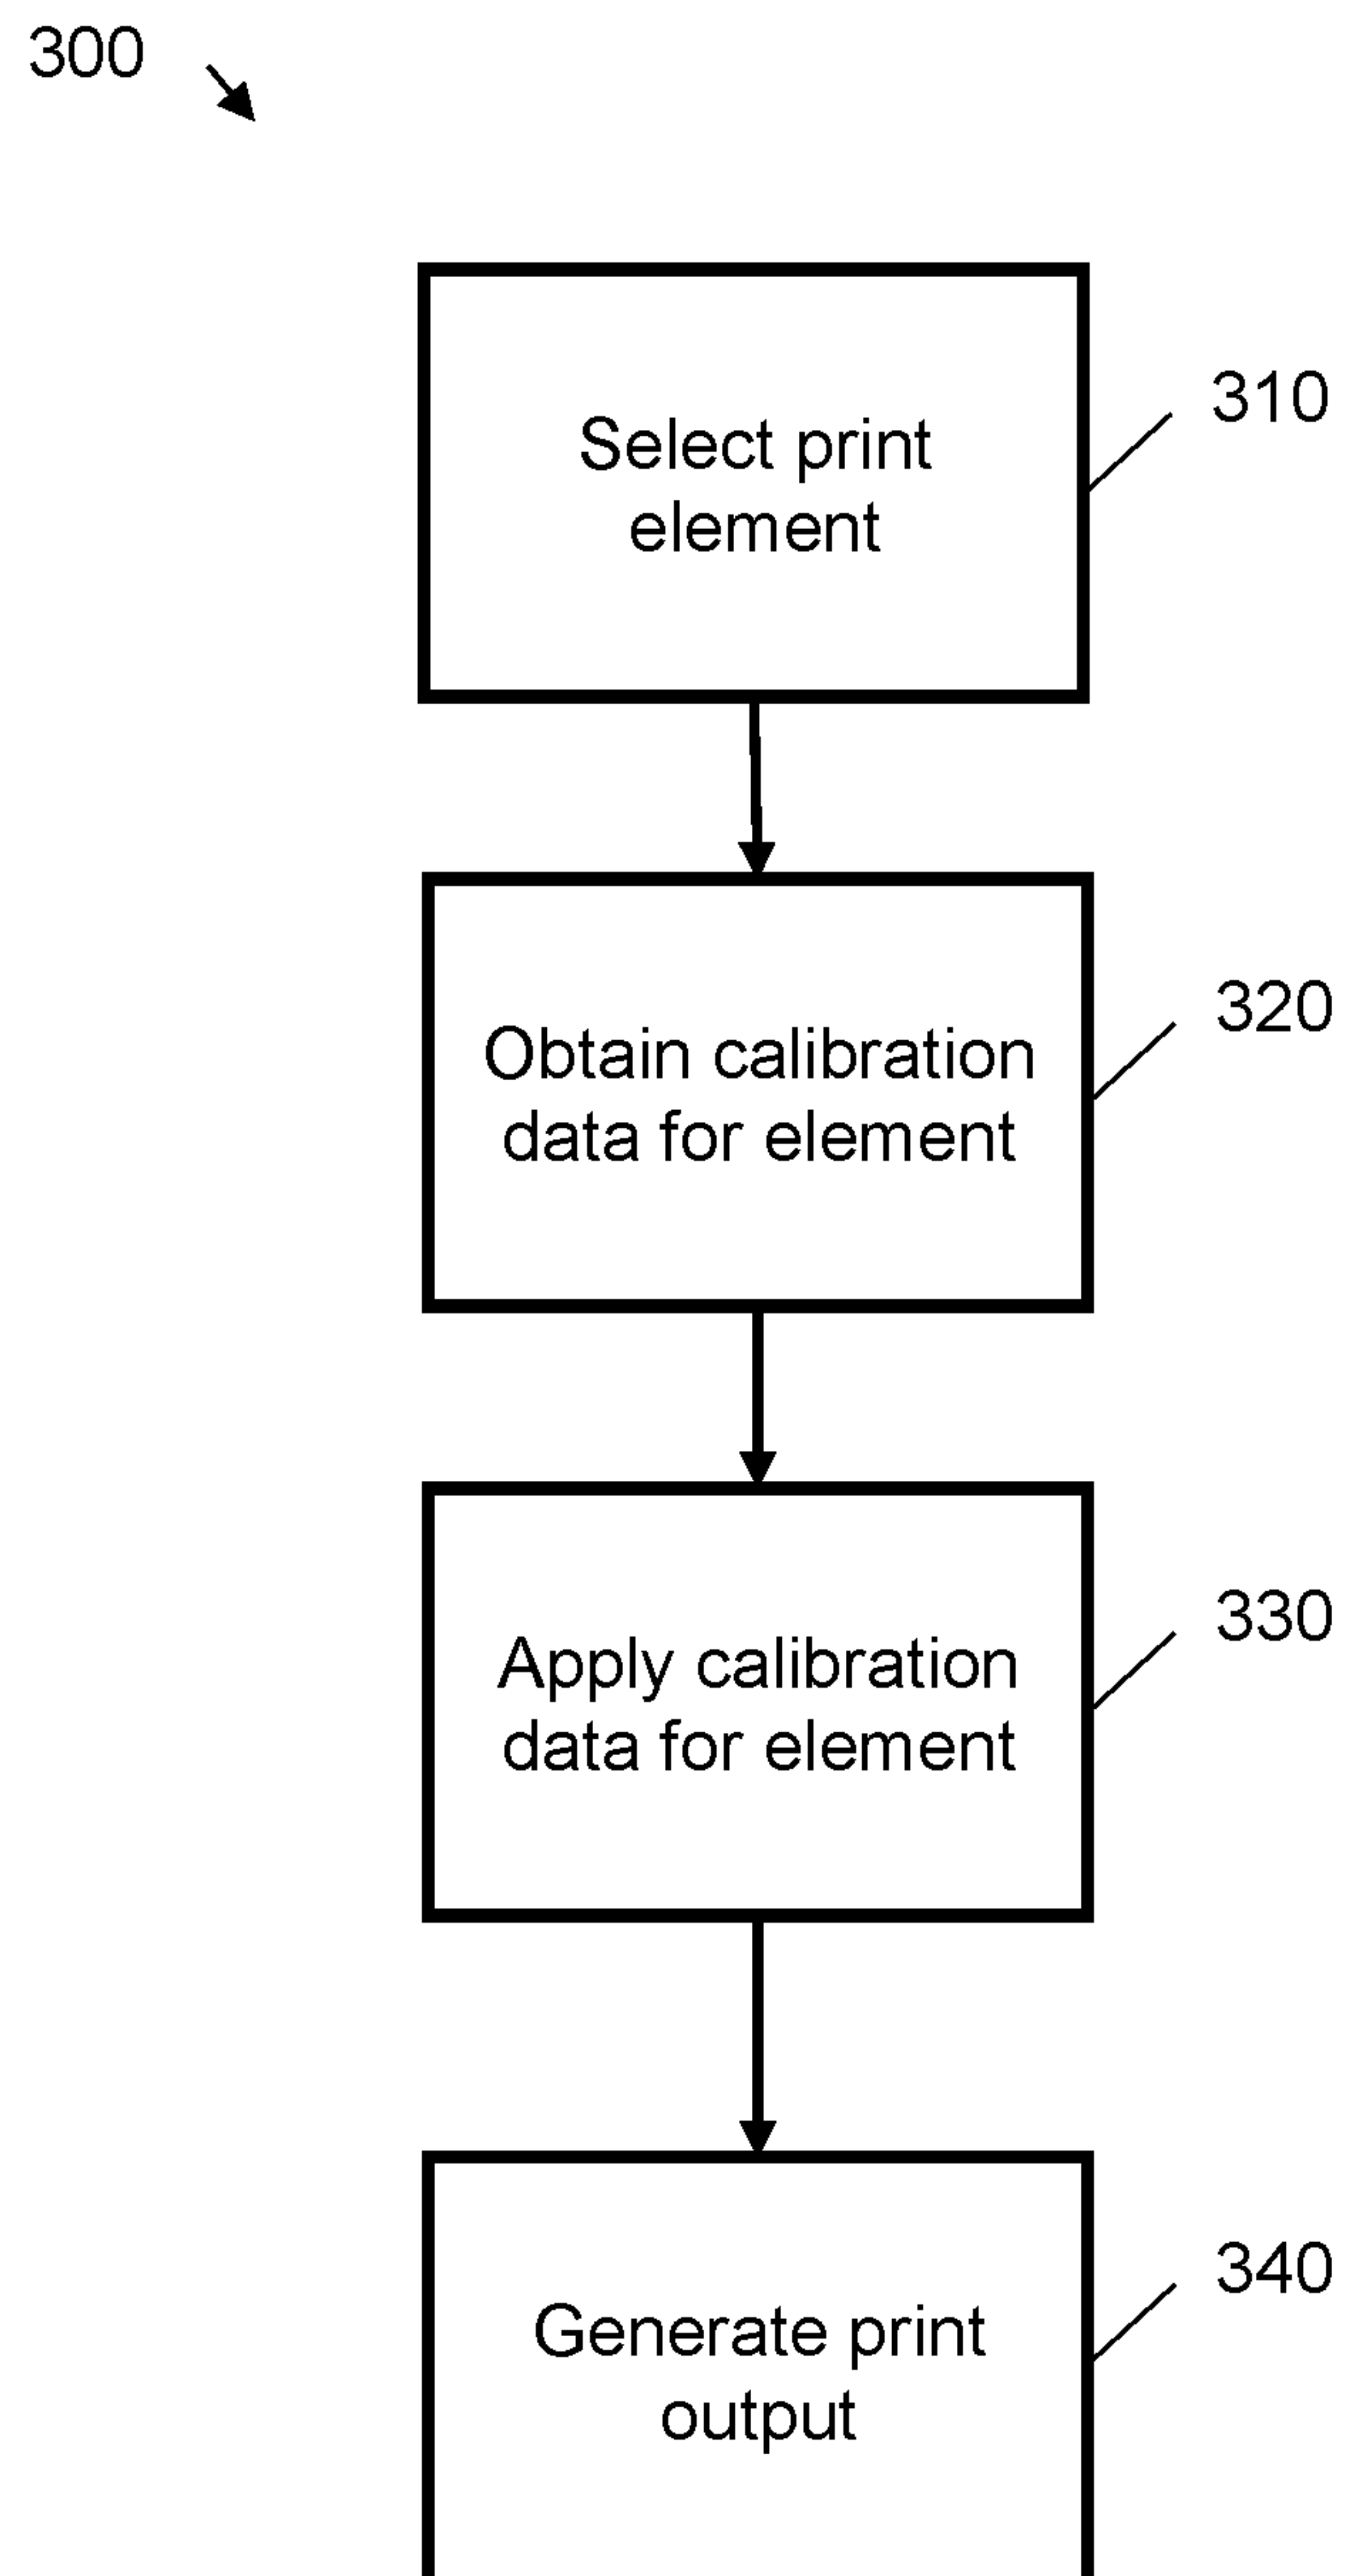 300
Select print
element
310
Obtain calibration
data for element
320
Apply calibration
data for element
330
Generate print
output
340